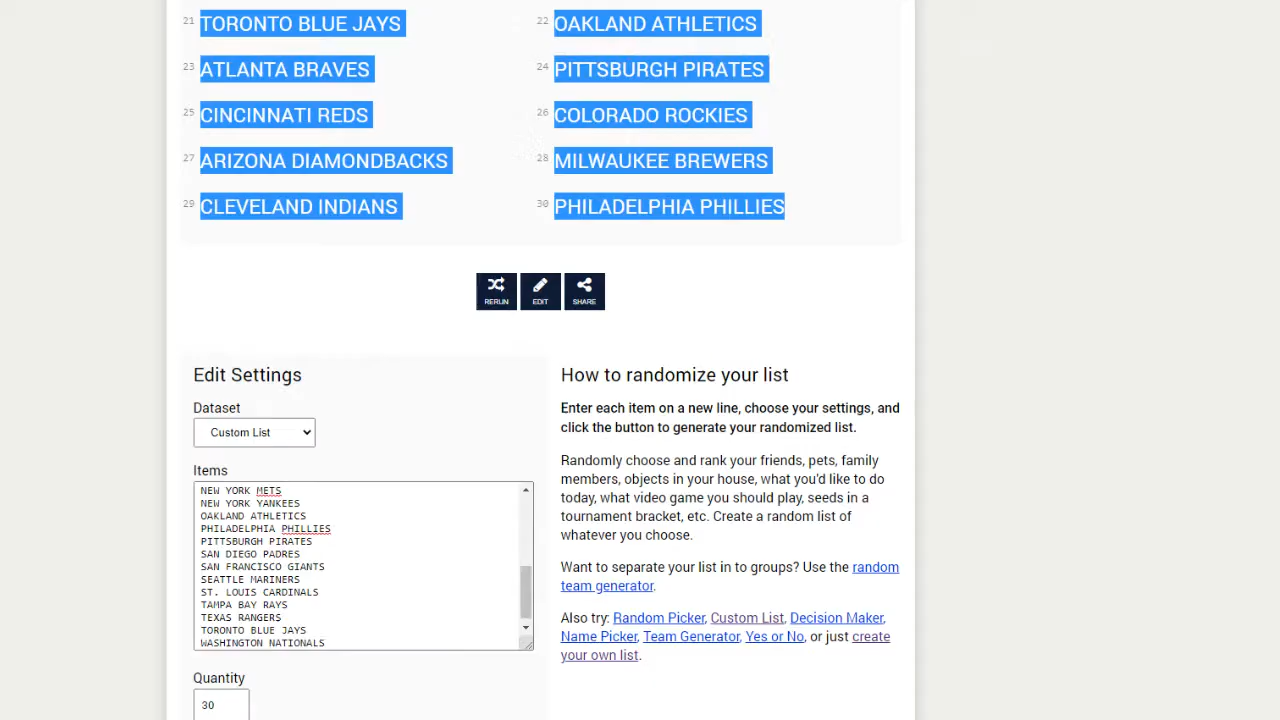 21 TORONTO BLUE JAYS 22 OAKLAND ATHLETICS
23 ATLANTA BRAVES 24 PITTSBURGH PIRATES
25 CINCINNATI REDS 26 COLORADO ROCKIES
27 ARIZONA DIAMONDBACKS 28 MILWAUKEE BREWERS
29 CLEVELAND INDIANS 30 PHILADELPHIA PHILLIES
RERUN EDIT SHARE
Edit Settings
Dataset
Custom List
Items
NEW YORK METS
NEW YORK YANKEES
OAKLAND ATHLETICS
PHILADELPHIA PHILLIES
PITTSBURGH PIRATES
SAN DIEGO PADRES
SAN FRANCISCO GIANTS
SEATTLE MARINERS
ST. LOUIS CARDINALS
TAMPA BAY RAYS
TEXAS RANGERS
TORONTO BLUE JAYS
WASHINGTON NATIONALS
Quantity
30
How to randomize your list
Enter each item on a new line, choose your settings, and
click the button to generate your randomized list.
Randomly choose and rank your friends, pets, family
members, objects in your house, what you'd like to do
today, what video game you should play, seeds in a
tournament bracket, etc. Create a random list of
whatever you choose.
Want to separate your list in to groups? Use the random
team generator.
Also try: Random Picker, Custom List, Decision Maker,
Name Picker, Team Generator, Yes or No, or just create
your own list.